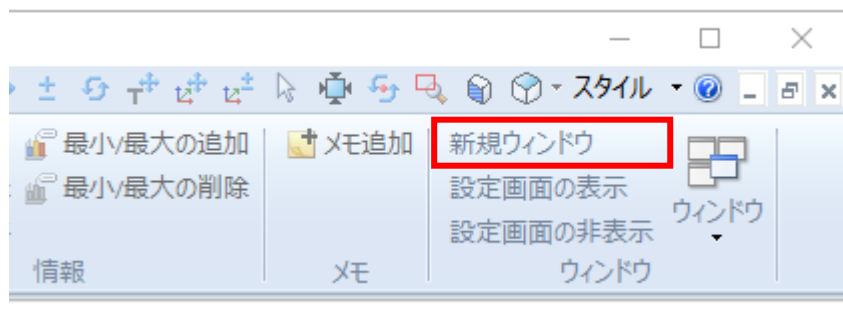 スタイル
最小/最大の追加
メモ追加
新規ウィンドウ
最小/最大の削除
設定画面の表示
ウィンドウ
設定画面の非表示
情報
メモ
ウィンドウ